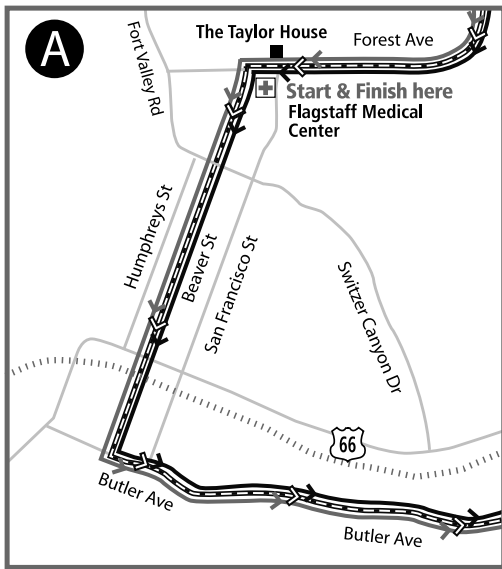 A
The Taylor House
Forest Ave
Fort Valley Rd
Start & Finish here
Flagstaff Medical
Center
Humphreys St
Beaver St
San Francisco St
Switzer Canyon Dr
66
Butler Ave
Butler Ave